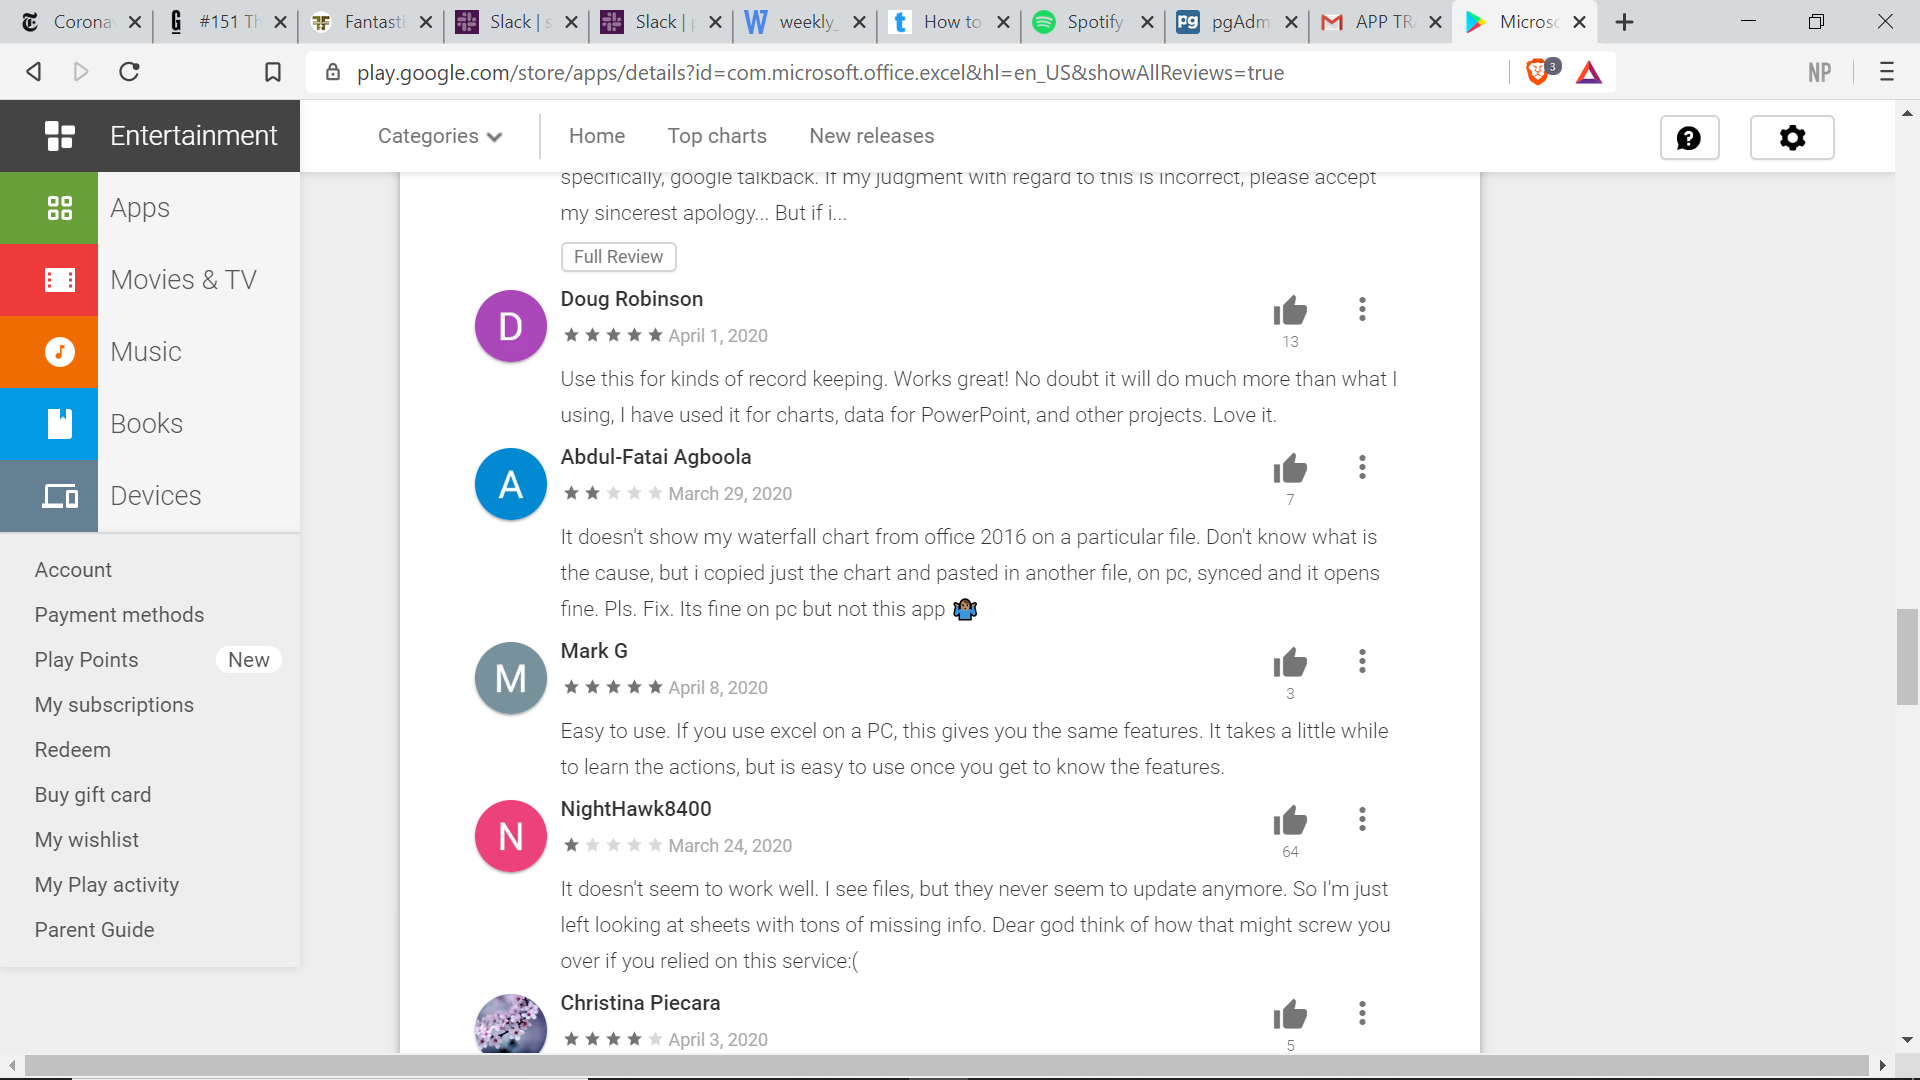 Corona
#151 Th
Fantasti
Slack | s
Slack | p
weekly_
How to
Spotify
pgAdm
APP TRA
Microso
play.google.com/store/apps/details?id=com.microsoft.office.excel&hl=en_US&showAllReviews=true
3
NP
Entertainment
Categories
Home
Top charts
New releases
Apps
Movies & TV
Music
Books
Devices
Account
Payment methods
Play Points
New
My subscriptions
Redeem
Buy gift card
My wishlist
My Play activity
Parent Guide
specifically, google talkback. If my judgment with regard to this is incorrect, please accept
my sincerest apology... But if i...
Full Review
D
Doug Robinson
April 1, 2020
13
Use this for kinds of record keeping. Works great! No doubt it will do much more than what I
using, I have used it for charts, data for PowerPoint, and other projects. Love it.
A
Abdul-Fatai Agboola
March 29, 2020
7
It doesn't show my waterfall chart from office 2016 on a particular file. Don't know what is
the cause, but i copied just the chart and pasted in another file, on pc, synced and it opens
fine. Pls. Fix. Its fine on pc but not this app 🤷🏾‍♂️
M
Mark G
April 8, 2020
3
Easy to use. If you use excel on a PC, this gives you the same features. It takes a little while
to learn the actions, but is easy to use once you get to know the features.
N
NightHawk8400
March 24, 2020
64
It doesn't seem to work well. I see files, but they never seem to update anymore. So I'm just
left looking at sheets with tons of missing info. Dear god think of how that might screw you
over if you relied on this service:(
Christina Piecara
April 3, 2020
5